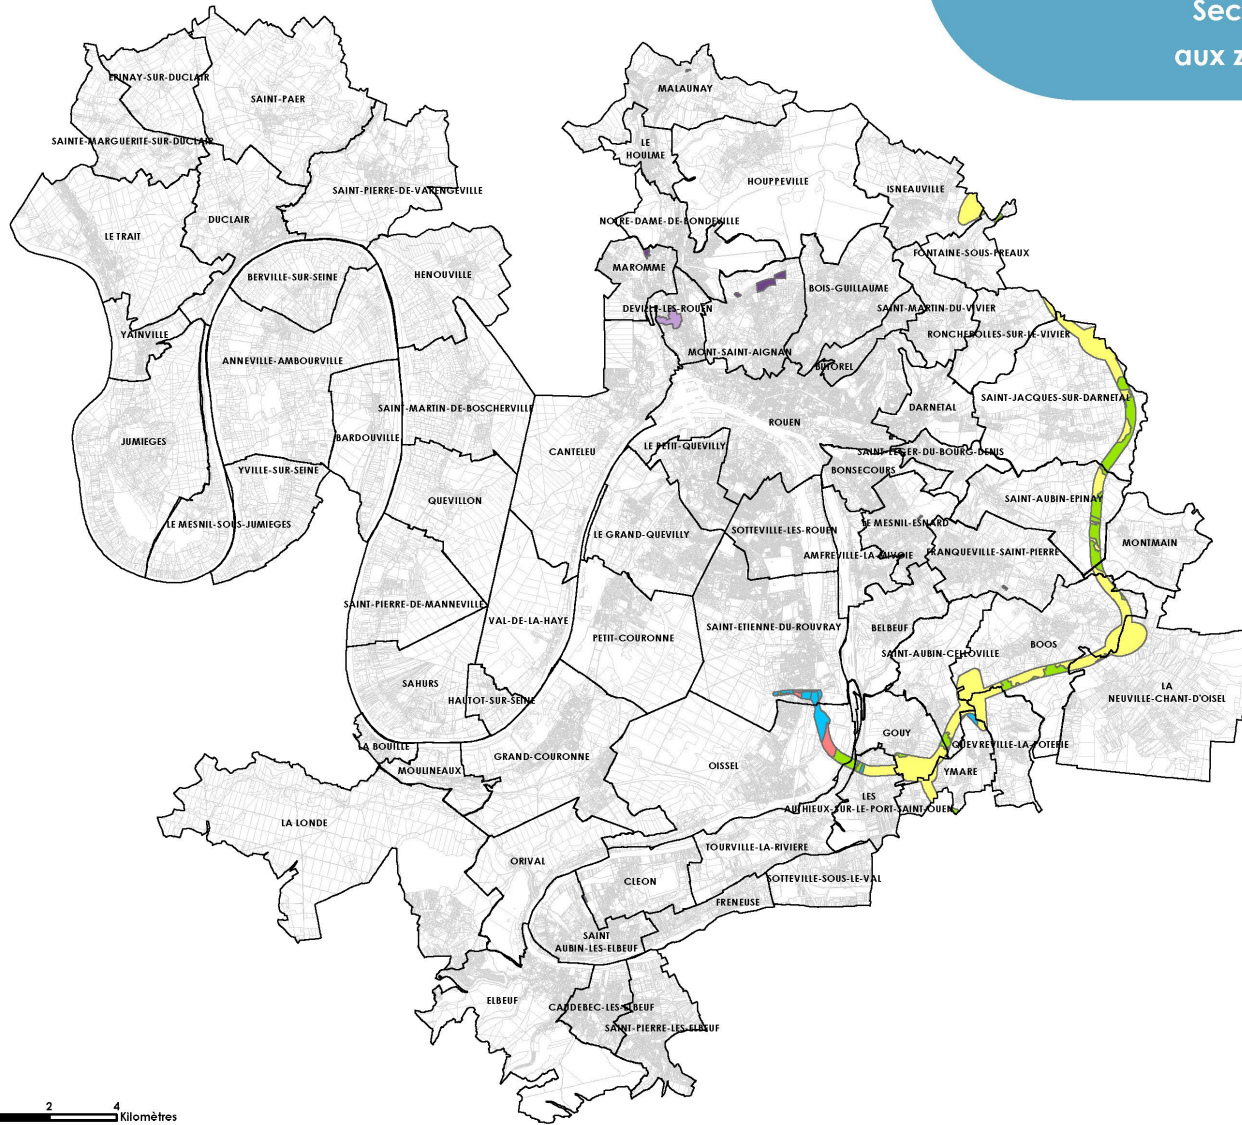 Sec
aux z
MALAUNAY
EPINAY-SUR-DUCLAIR
SAINT-PAER
SAINTE-MARGUERITE-SUR-DUCLAIR
LE
HOULME
HOUPPEVILLE
ISNEAUVILLE
SAINT-PIERRE-DE-VARENGEVILLE
DUCLAIR
LE TRAIT
NOTRE-DAME-DE-BONDEVILLE
FONTAINE-SOUS-PREAUX
BERVILLE-SUR-SEINE
HENOUVILLE
MAROMME
BOIS-GUILLAUME
DEVILLE-LES-ROUEN
SAINT-MARTIN-DU-VIVIER
YAINVILLE
RONCHEROLLES-SUR-LE-VIVIER
ANNEVILLE-AMBOURVILLE
MONT-SAINT-AIGNAN
BIHOREL
SAINT-JACQUES-SUR-DARNETAL
SAINT-MARTIN-DE-BOSCHERVILLE
DARNETAL
ROUEN
JUMIEGES
BARDOUVILLE
CANTELEU
LE PETIT-QUEVILLY
SAINT-LEGER-DU-BOURG-DENIS
YVILLE-SUR-SEINE
BONSECOURS
QUEVILLON
SAINT-AUBIN-EPINAY
LE MESNIL-SOUS-JUMIEGES
LE GRAND-QUEVILLY
SOTTEVILLE-LES-ROUEN
LE MESNIL-ESNARD
MONTMAIN
AMFREVILLE-LA-MIVOIE
FRANQUEVILLE-SAINT-PIERRE
SAINT-PIERRE-DE-MANNEVILLE
VAL-DE-LA-HAYE
PETIT-COURONNE
SAINT-ETIENNE-DU-ROUVRAY
BELBEUF
BOOS
SAINT-AUBIN-CELLOVILLE
SAHURS
HAUTOT-SUR-SEINE
LA
NEUVILLE-CHANT-D'OISEL
LA BOUILLE
GOUY
QUEVREVILLE-LA-POTERIE
GRAND-COURONNE
MOULINEAUX
OISSEL
YMARE
LES
AUTHIEUX-SUR-LE-PORT-SAINT-OUEN
LA LONDE
ORIVAL
TOURVILLE-LA-RIVIERE
CLEON
SOTTEVILLE-SOUS-LE-VAL
FRENEUSE
SAINT
AUBIN-LES-ELBEUF
ELBEUF
CAUDEBEC-LES-ELBEUF
SAINT-PIERRE-LES-ELBEUF
2 4
Kilomètres